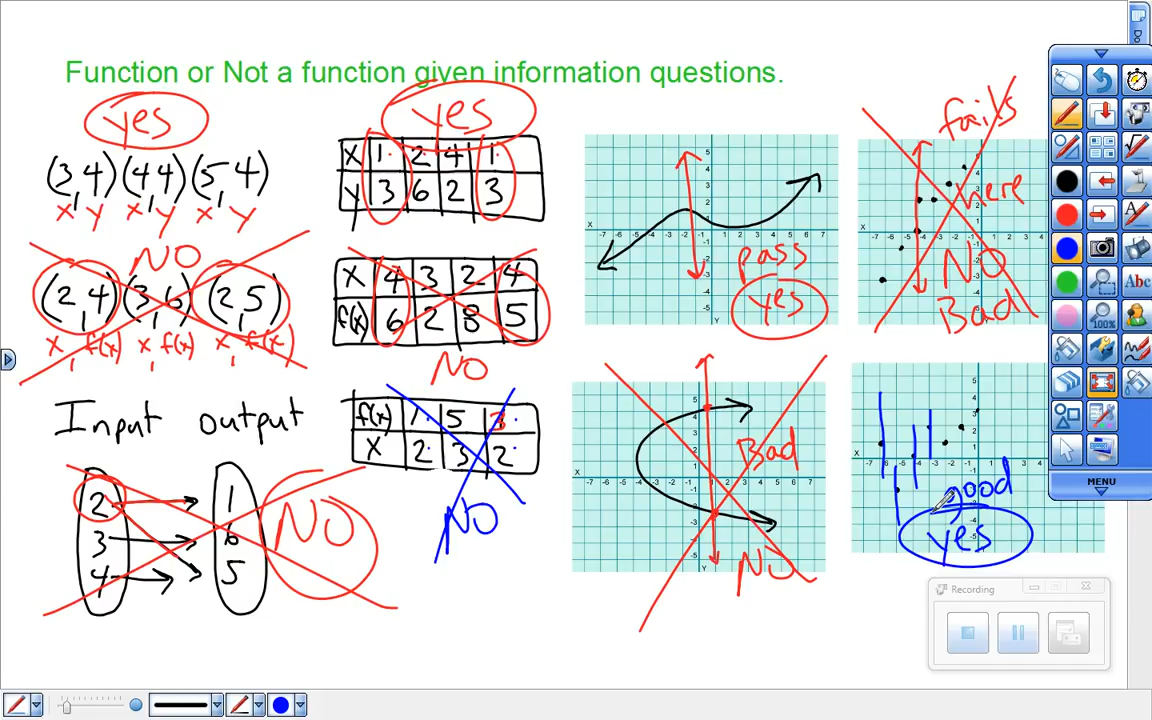 Function or Not a function given information questions.
yes
(3,4) (4,4) (5,4)
x, y x, y x, y
NO
(2,4) (3,6) (2,5)
x, f(x) x, f(x) x, f(x)
Input output
2 1
3 6
4 5
NO
yes
X 1 2 4 1
y 3 6 2 3
X 4 3 2 4
f(x) 6 2 8 5
NO
f(x) 1 5 3
X 2 3 2
NO
pass
yes
Bad
NO
fails
here
NO
Bad
good
yes
Abc
100%
MENU
Recording